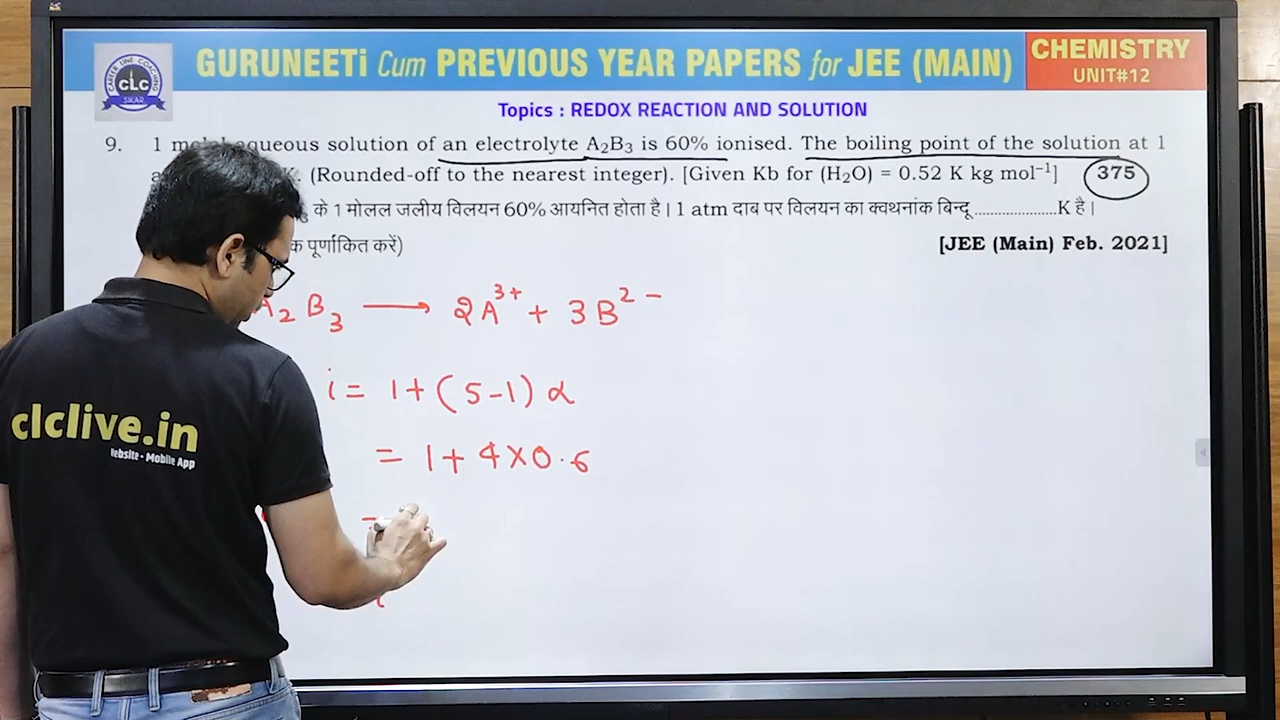 CLC
SIKAR
GURUNEETi Cum PREVIOUS YEAR PAPERS for JEE (MAIN)
CHEMISTRY
UNIT#12
Topics : REDOX REACTION AND SOLUTION
9. 1 aqueous solution of an electrolyte A₂B₃ is 60% ionised. The boiling point of the solution at 1
K. (Rounded-off to the nearest integer). [Given Kb for (H₂O) = 0.52 K kg mol⁻¹] 375
के 1 मोलल जलीय विलयन 60% आयनित होता है। 1 atm दाब पर विलयन का क्वथनांक बिन्दू ....................K है।
पूर्णांकित करें)
[JEE (Main) Feb. 2021]
A₂B₃ ⟶ 2A³⁺ + 3B²⁻
i = 1+(5-1)α
= 1+4×0.6
clclive.in
Website - Mobile App